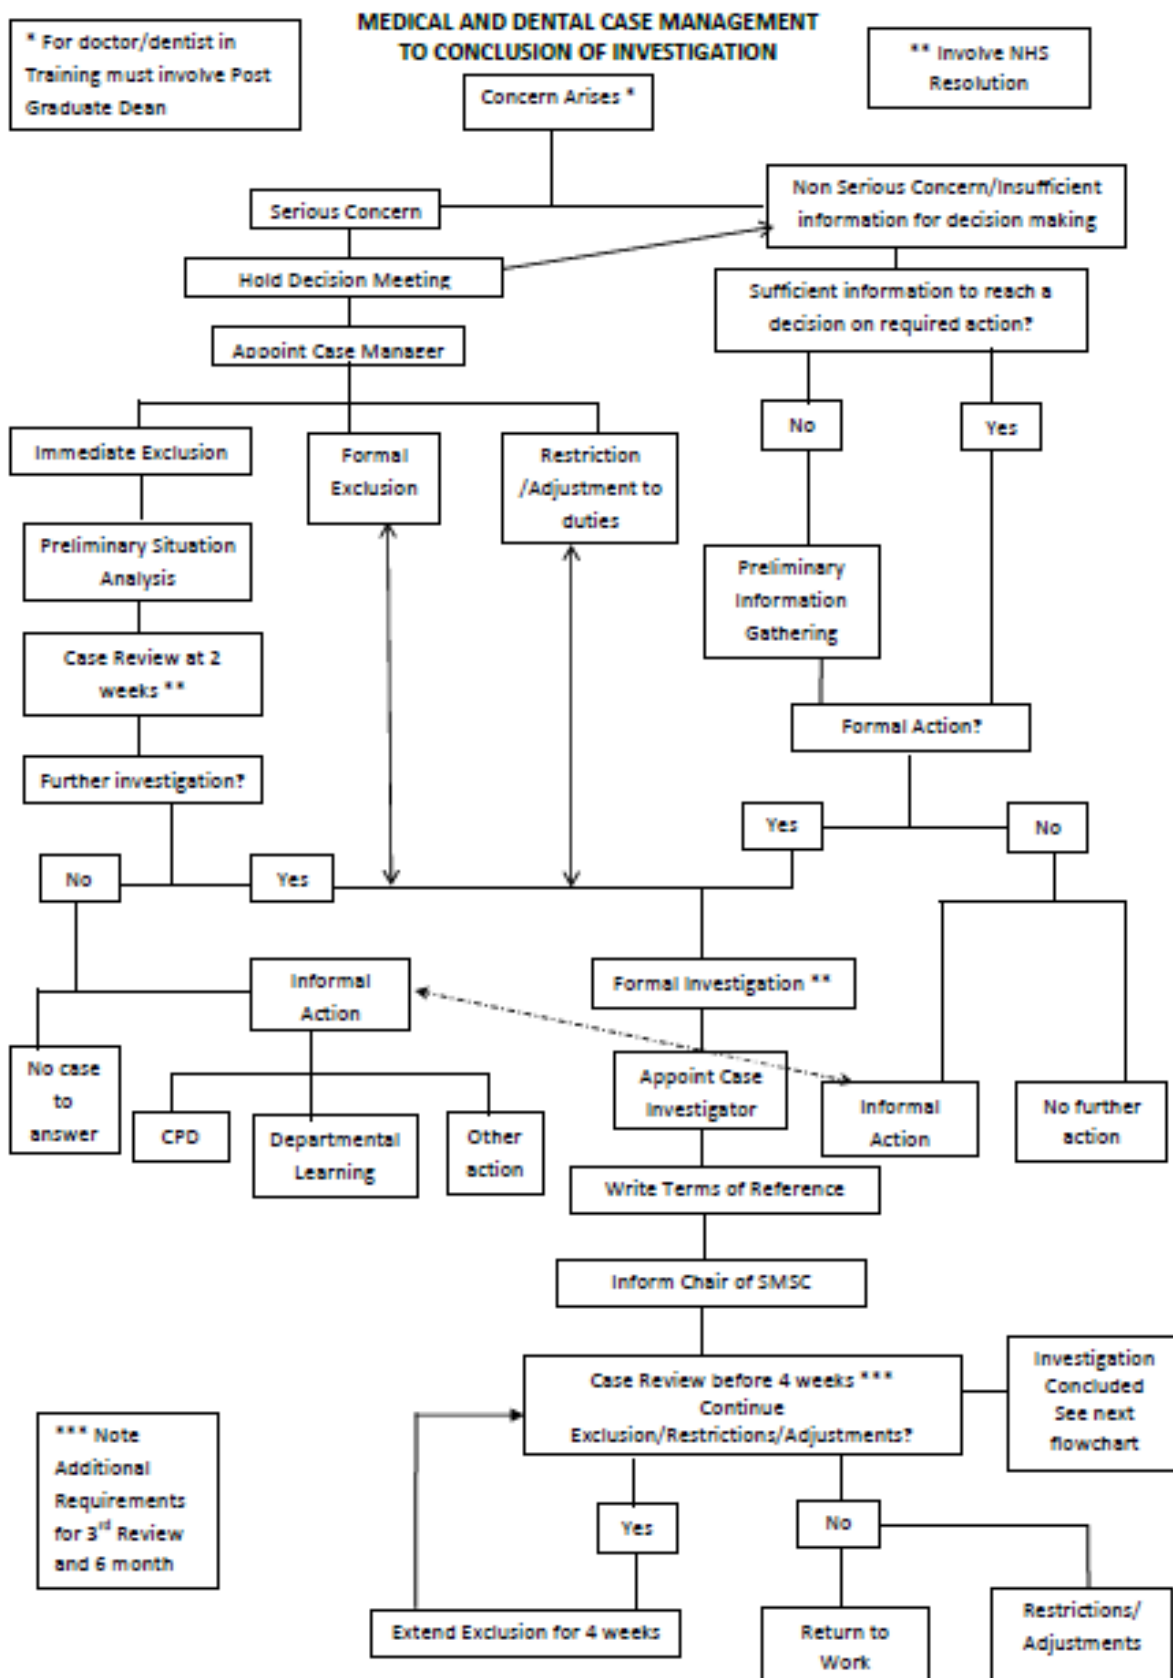 MEDICAL AND DENTAL CASE MANAGEMENT
TO CONCLUSION OF INVESTIGATION
* For doctor/dentist in
Training must involve Post
Graduate Dean
** Involve NHS
Resolution
Concern Arises *
Serious Concern
Non Serious Concern/Insufficient
information for decision making
Hold Decision Meeting
Sufficient information to reach a
decision on required action?
Appoint Case Manager
No
Yes
Immediate Exclusion
Formal
Exclusion
Restriction
/Adjustment to
duties
Preliminary Situation
Analysis
Preliminary
Information
Gathering
Case Review at 2
weeks **
Formal Action?
Further investigation?
Yes
No
No
Yes
Informal
Action
Formal Investigation **
No case
to
answer
CPD
Departmental
Learning
Other
action
Appoint Case
Investigator
Informal
Action
No further
action
Write Terms of Reference
Inform Chair of SMSC
Case Review before 4 weeks ***
Continue
Exclusion/Restrictions/Adjustments?
Investigation
Concluded
See next
flowchart
*** Note
Additional
Requirements
for 3rd Review
and 6 month
Yes
No
Extend Exclusion for 4 weeks
Return to
Work
Restrictions/
Adjustments